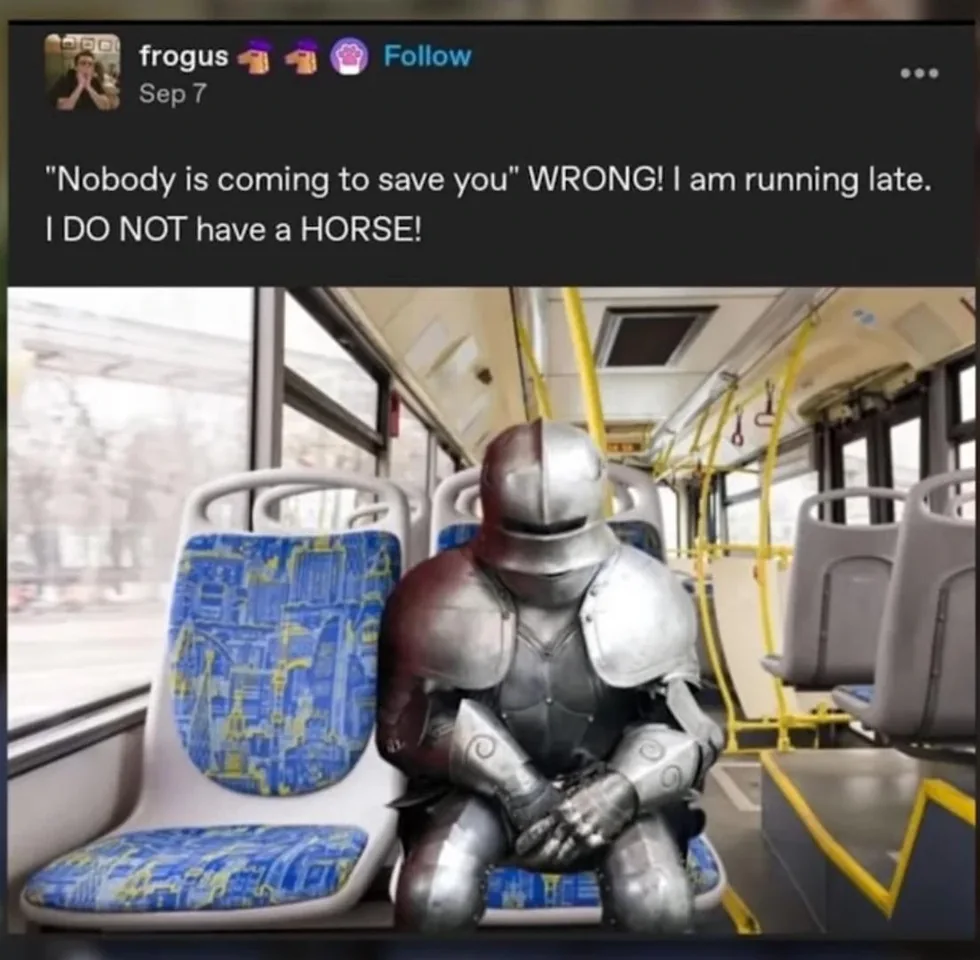 frogus Follow
Sep 7
"Nobody is coming to save you" WRONG! I am running late.
I DO NOT have a HORSE!